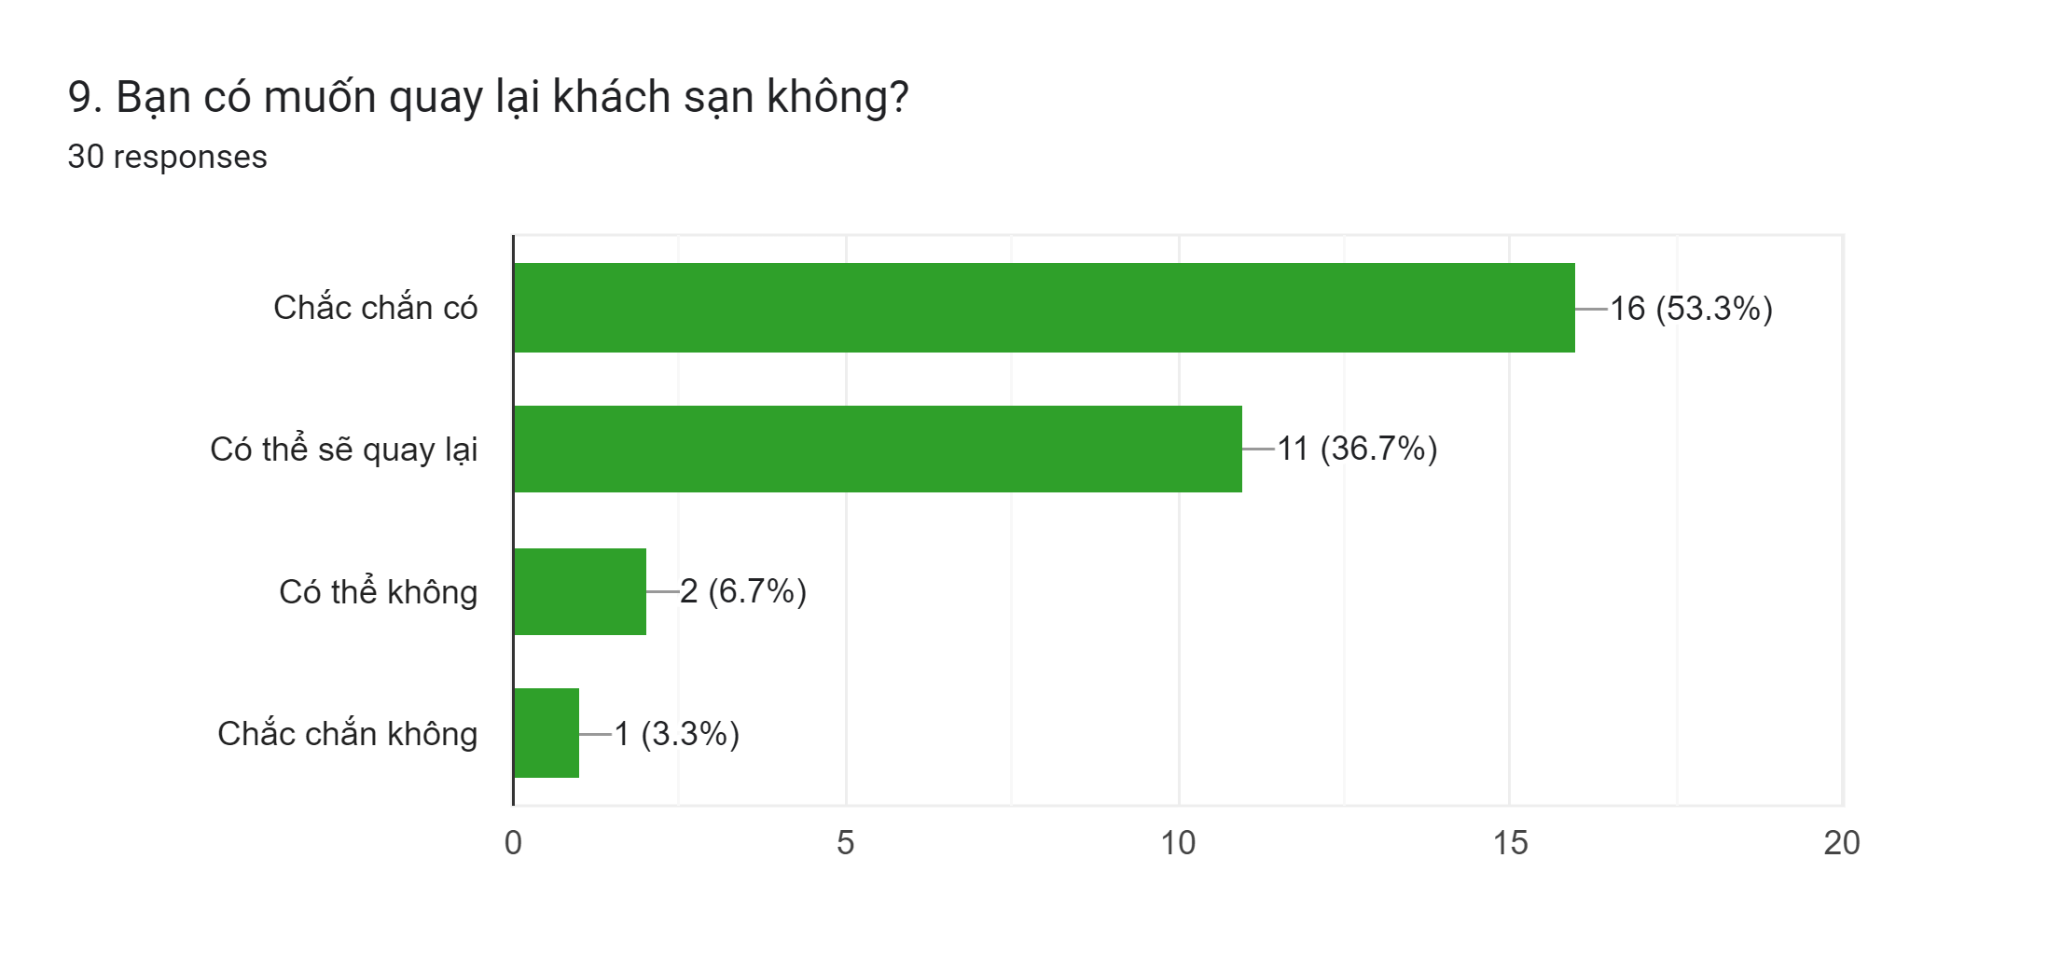 9. Bạn có muốn quay lại khách sạn không?
30 responses
Chắc chắn có
16 (53.3%)
Có thể sẽ quay lại
11 (36.7%)
Có thể không
2 (6.7%)
Chắc chắn không
1 (3.3%)
0 5 10 15 20